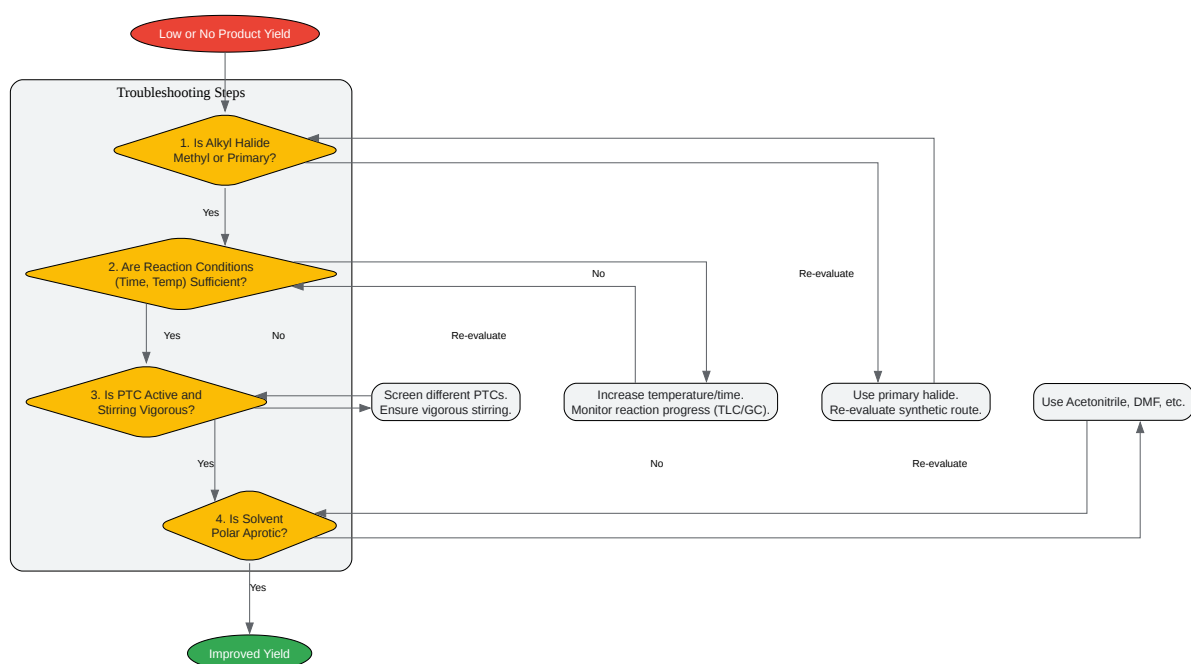 Low or No Product Yield
Troubleshooting Steps
1. Is Alkyl Halide
Methyl or Primary?
Yes
2. Are Reaction Conditions
(Time, Temp) Sufficient?
No
Re-evaluate
Yes
No
Re-evaluate
3. Is PTC Active and
Stirring Vigorous?
Screen different PTCs.
Ensure vigorous stirring.
Increase temperature/time.
Monitor reaction progress (TLC/GC).
Use primary halide.
Re-evaluate synthetic route.
Use Acetonitrile, DMF, etc.
Yes
No
Re-evaluate
4. Is Solvent
Polar Aprotic?
Yes
Improved Yield